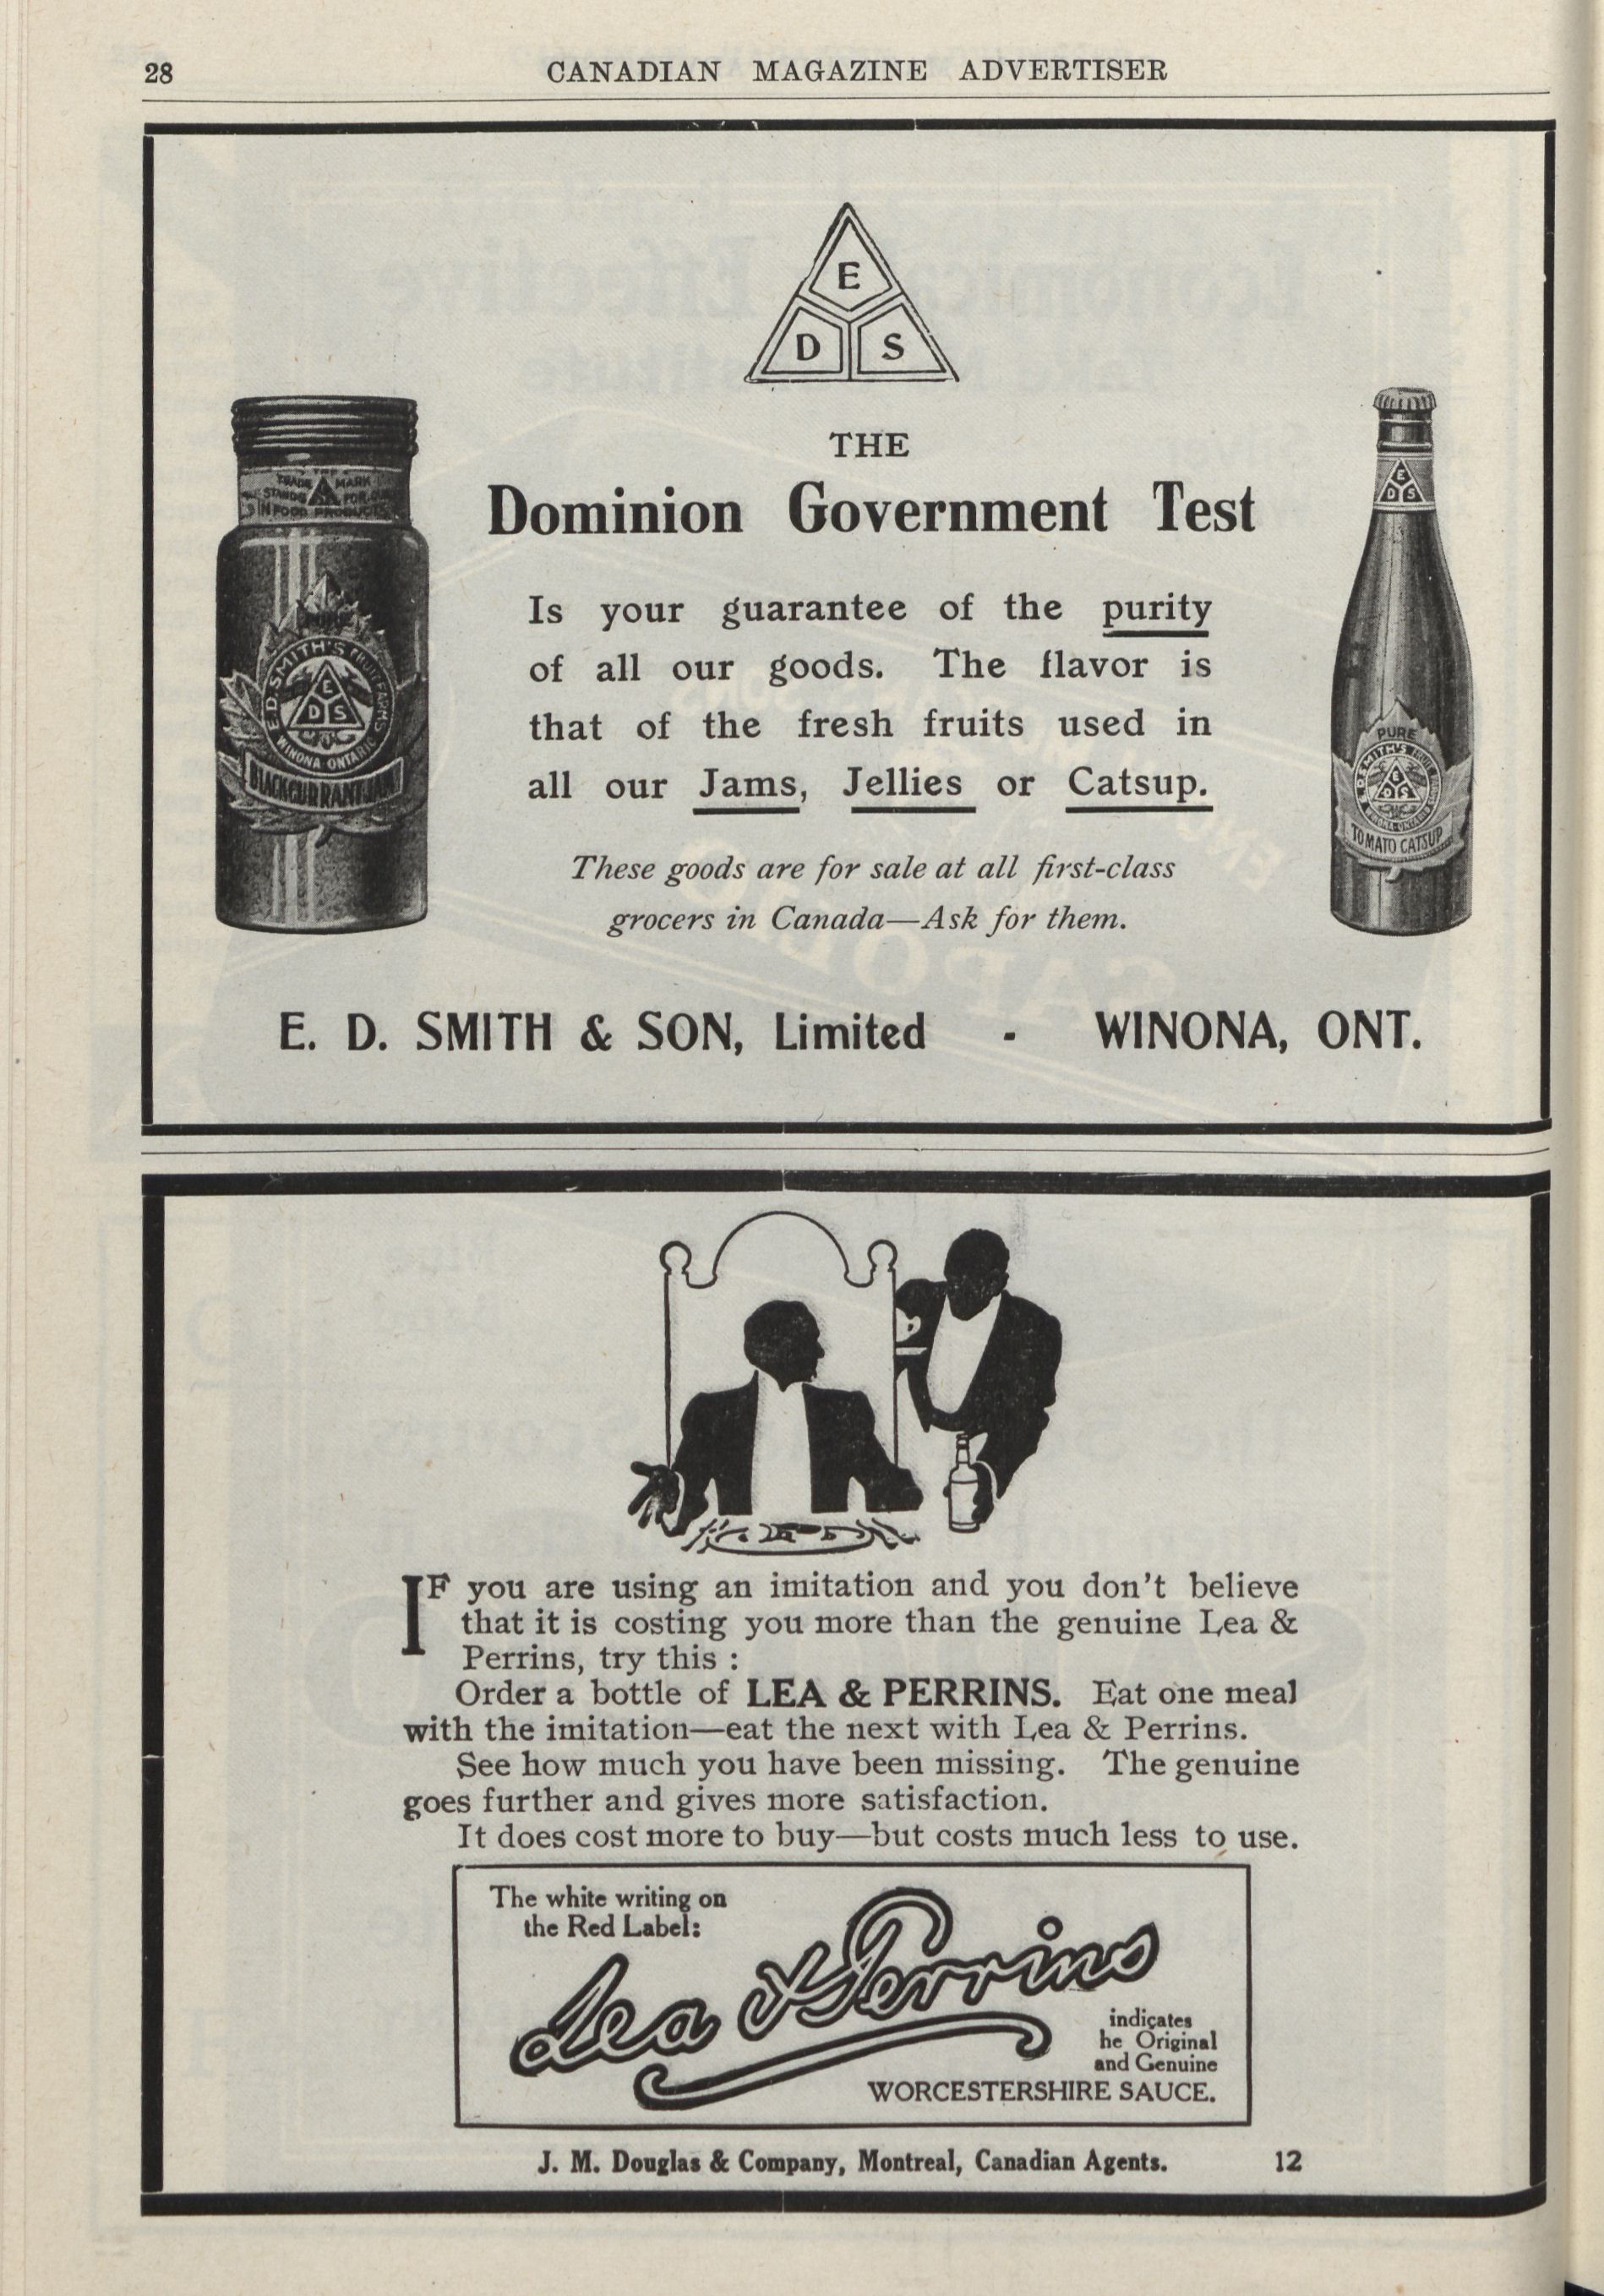 28
CANADIAN MAGAZINE ADVERTISER
E
D S
THE
Dominion Government Test
Is your guarantee of the purity
of all our goods. The flavor is
that of the fresh fruits used in
all our Jams, Jellies or Catsup.
These goods are for sale at all first-class
grocers in Canada—Ask for them.
TRADE MARK
STANDS FOR
IN FOOD PRODUCTS
PURE
E. D. SMITH'S FRUIT FARMS
E
D S
WINONA ONTARIO
BLACKCURRANT JAM
E
D S
PURE
E. D. SMITH'S FRUIT
E
D S
WINONA-ONTARIO
TOMATO CATSUP
E. D. SMITH & SON, Limited - WINONA, ONT.
IF you are using an imitation and you don't believe
that it is costing you more than the genuine Lea &
Perrins, try this :
Order a bottle of LEA & PERRINS. Eat one meal
with the imitation—eat the next with Lea & Perrins.
See how much you have been missing. The genuine
goes further and gives more satisfaction.
It does cost more to buy—but costs much less to use.
The white writing on
the Red Label:
Lea & Perrins
indicates
he Original
and Genuine
WORCESTERSHIRE SAUCE.
J. M. Douglas & Company, Montreal, Canadian Agents. 12